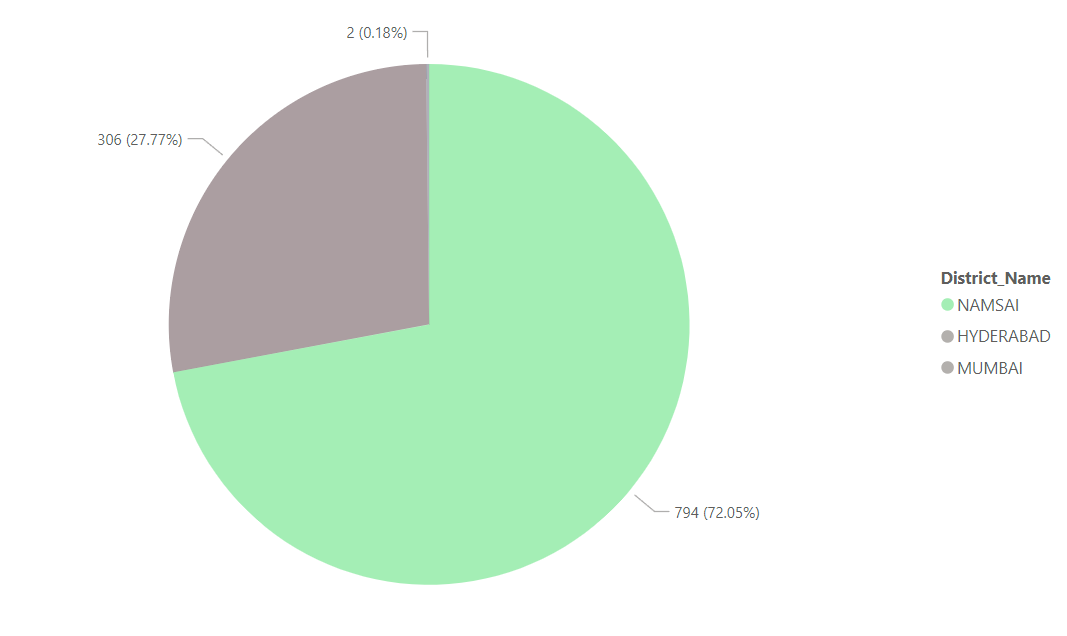 2 (0.18%)
306 (27.77%)
794 (72.05%)
District_Name
NAMSAI
HYDERABAD
MUMBAI